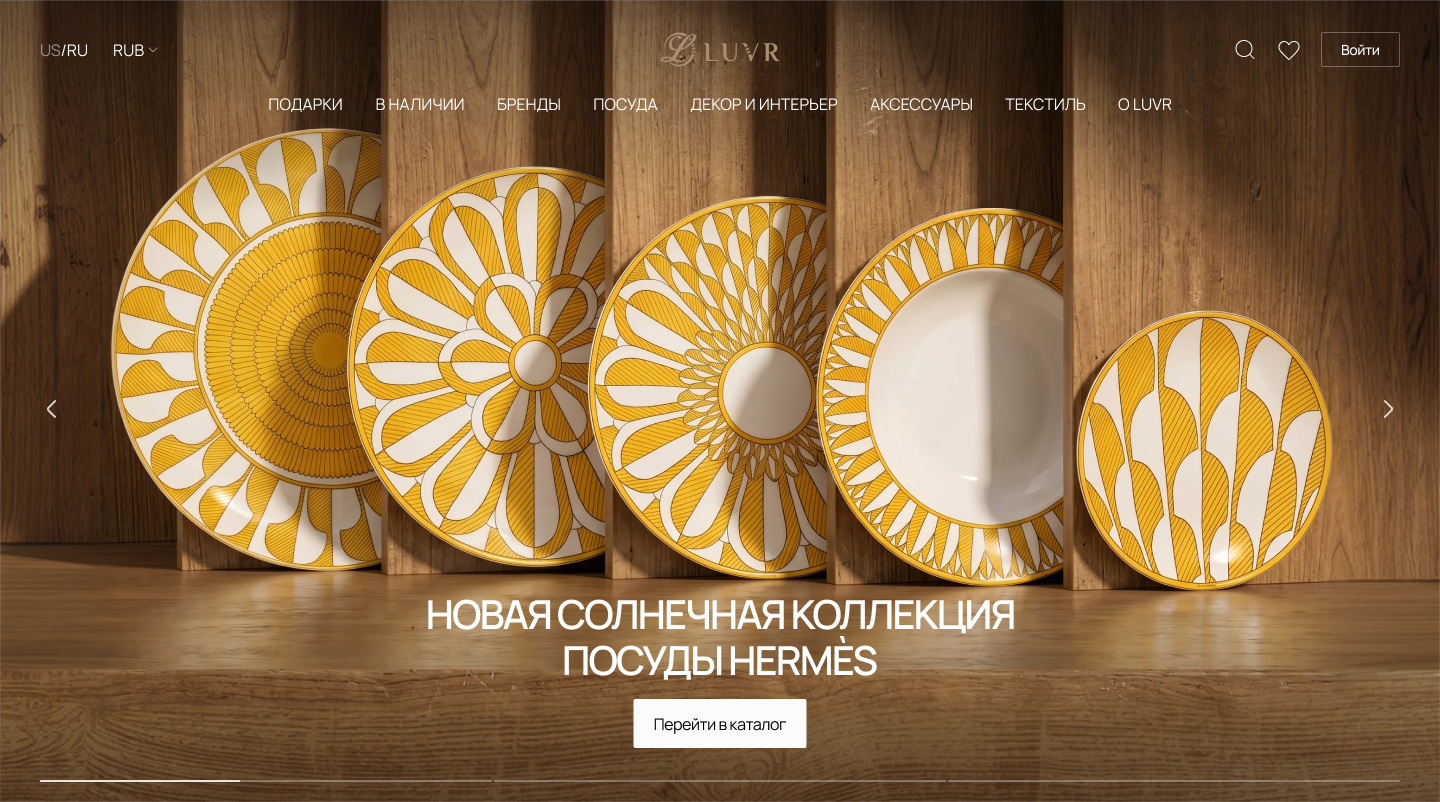 US/RU RUB LUVR Войти
ПОДАРКИ В НАЛИЧИИ БРЕНДЫ ПОСУДА ДЕКОР И ИНТЕРЬЕР АКСЕССУАРЫ ТЕКСТИЛЬ О LUVR
НОВАЯ СОЛНЕЧНАЯ КОЛЛЕКЦИЯ
ПОСУДЫ HERMÈS
Перейти в каталог